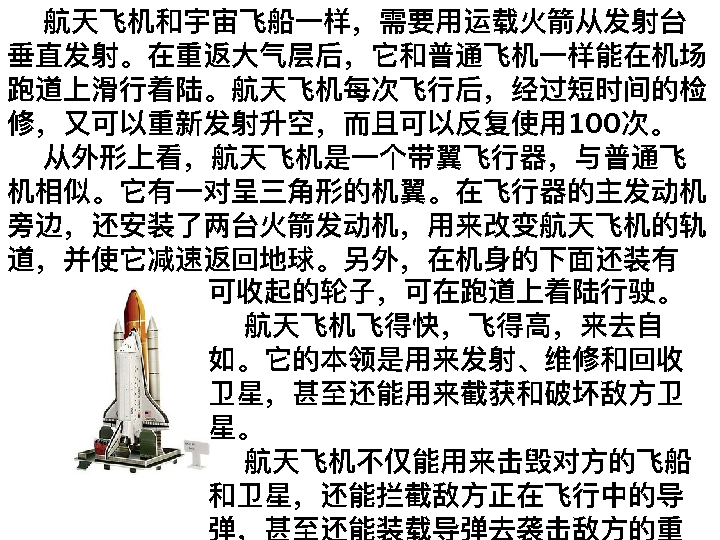 航天飞机和宇宙飞船一样，需要用运载火箭从发射台
垂直发射。在重返大气层后，它和普通飞机一样能在机场
跑道上滑行着陆。航天飞机每次飞行后，经过短时间的检
修，又可以重新发射升空，而且可以反复使用100次。
从外形上看，航天飞机是一个带翼飞行器，与普通飞
机相似。它有一对呈三角形的机翼。在飞行器的主发动机
旁边，还安装了两台火箭发动机，用来改变航天飞机的轨
道，并使它减速返回地球。另外，在机身的下面还装有
可收起的轮子，可在跑道上着陆行驶。
航天飞机飞得快，飞得高，来去自
如。它的本领是用来发射、维修和回收
卫星，甚至还能用来截获和破坏敌方卫
星。
航天飞机不仅能用来击毁对方的飞船
和卫星，还能拦截敌方正在飞行中的导
弹，甚至还能装载导弹去袭击敌方的重